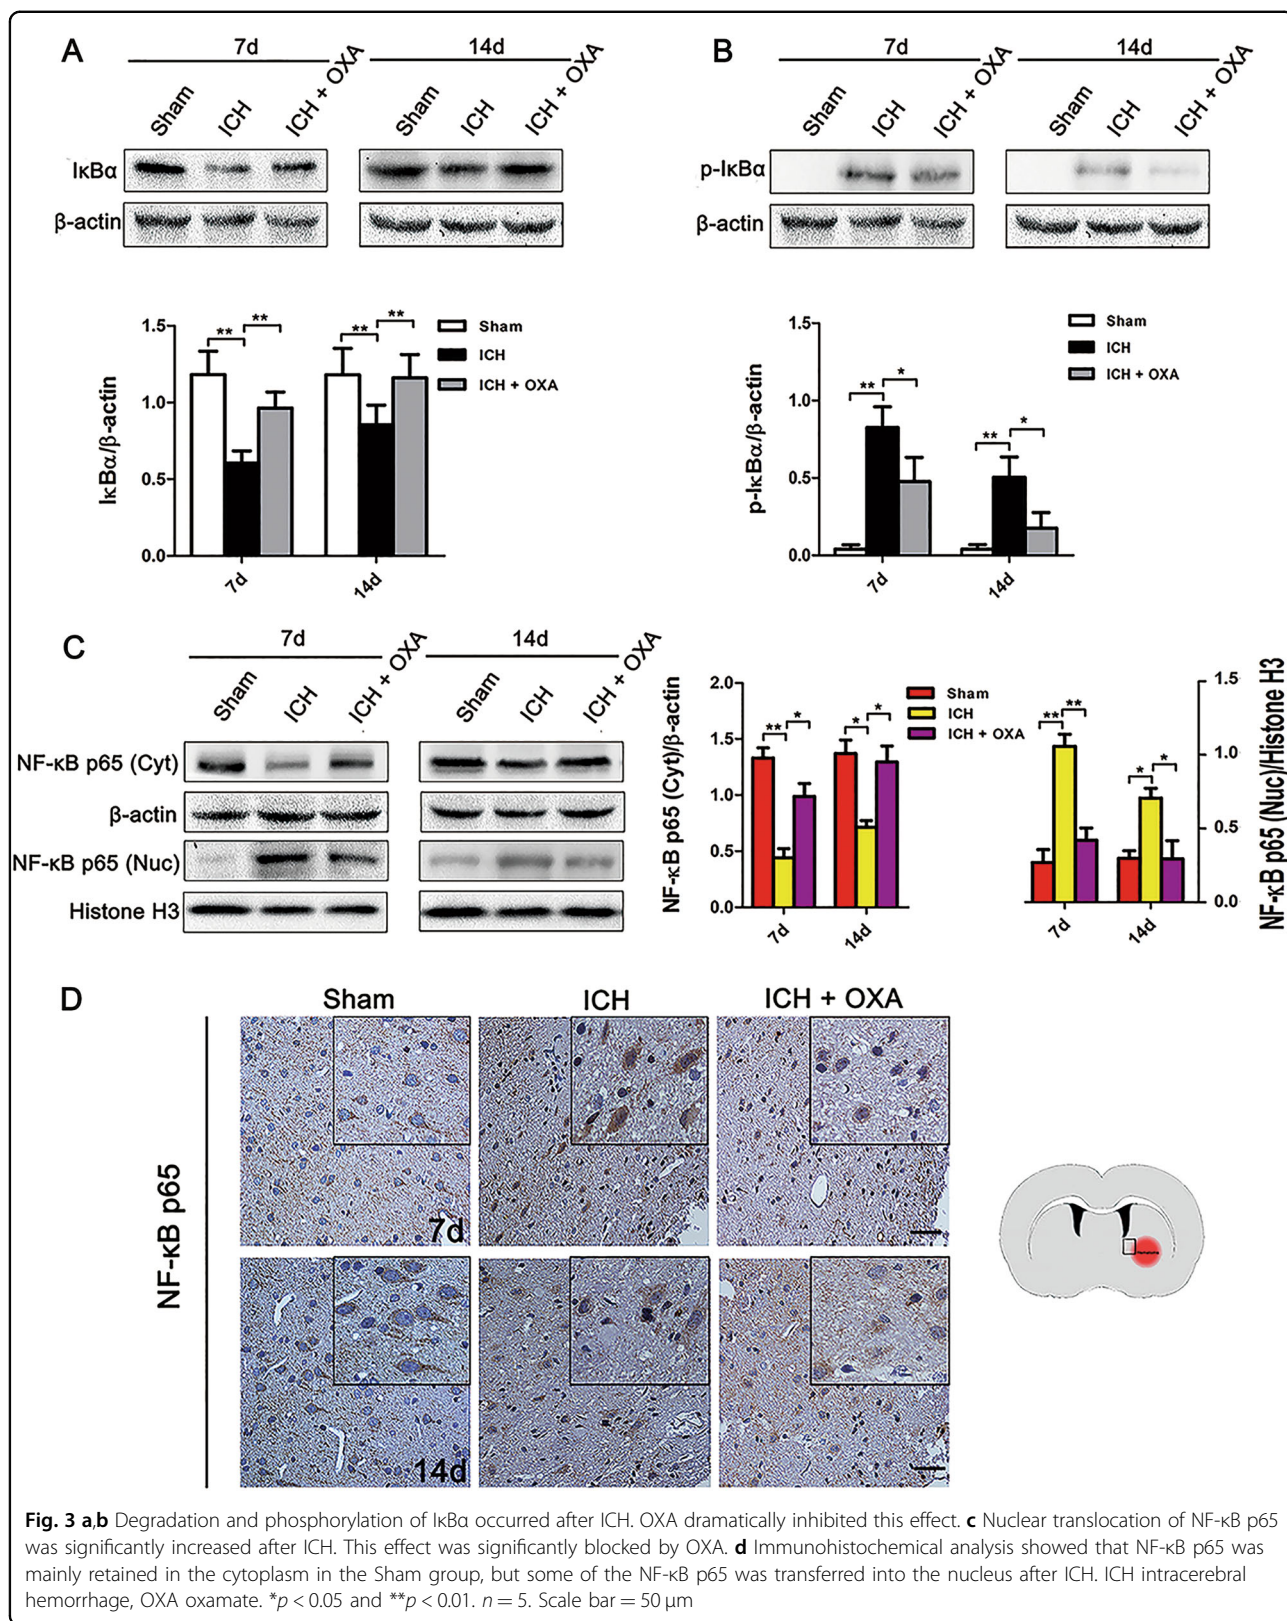 A
7d
14d
Sham
ICH
ICH + OXA
Sham
ICH
ICH + OXA
IκBα
β-actin
IκBα/β-actin
1.5
1.0
0.5
0.0
** **
** **
7d
14d
Sham
ICH
ICH + OXA
B
7d
14d
Sham
ICH
ICH + OXA
Sham
ICH
ICH + OXA
p-IκBα
β-actin
p-IκBα/β-actin
1.5
1.0
0.5
0.0
** *
** *
7d
14d
Sham
ICH
ICH + OXA
C
7d
14d
Sham
ICH
ICH + OXA
Sham
ICH
ICH + OXA
NF-κB p65 (Cyt)
β-actin
NF-κB p65 (Nuc)
Histone H3
NF-κB p65 (Cyt)/β-actin
2.0
1.5
1.0
0.5
0.0
** *
* *
7d
14d
Sham
ICH
ICH + OXA
** **
* *
7d
14d
1.5
1.0
0.5
0.0
NF-κB p65 (Nuc)/Histone H3
D
Sham
ICH
ICH + OXA
NF-κB p65
7d
14d
Fig. 3 a,b Degradation and phosphorylation of IκBα occurred after ICH. OXA dramatically inhibited this effect. c Nuclear translocation of NF-κB p65
was significantly increased after ICH. This effect was significantly blocked by OXA. d Immunohistochemical analysis showed that NF-κB p65 was
mainly retained in the cytoplasm in the Sham group, but some of the NF-κB p65 was transferred into the nucleus after ICH. ICH intracerebral
hemorrhage, OXA oxamate. *p < 0.05 and **p < 0.01. n = 5. Scale bar = 50 μm